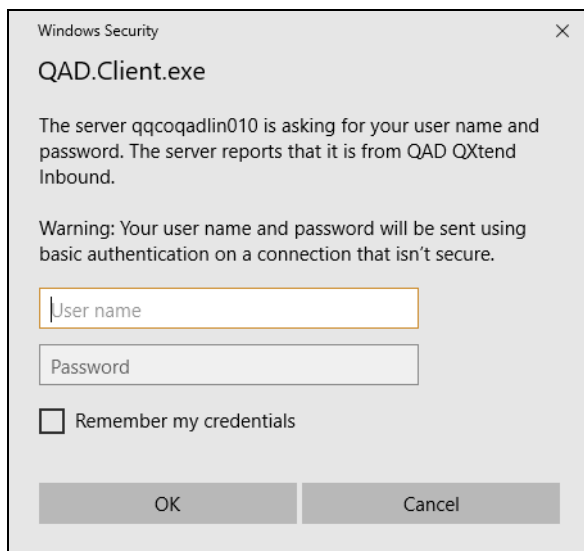 Windows Security
QAD.Client.exe
The server qqcoqadlin010 is asking for your user name and
password. The server reports that it is from QAD QXtend
Inbound.
Warning: Your user name and password will be sent using
basic authentication on a connection that isn’t secure.
User name
Password
Remember my credentials
OK
Cancel